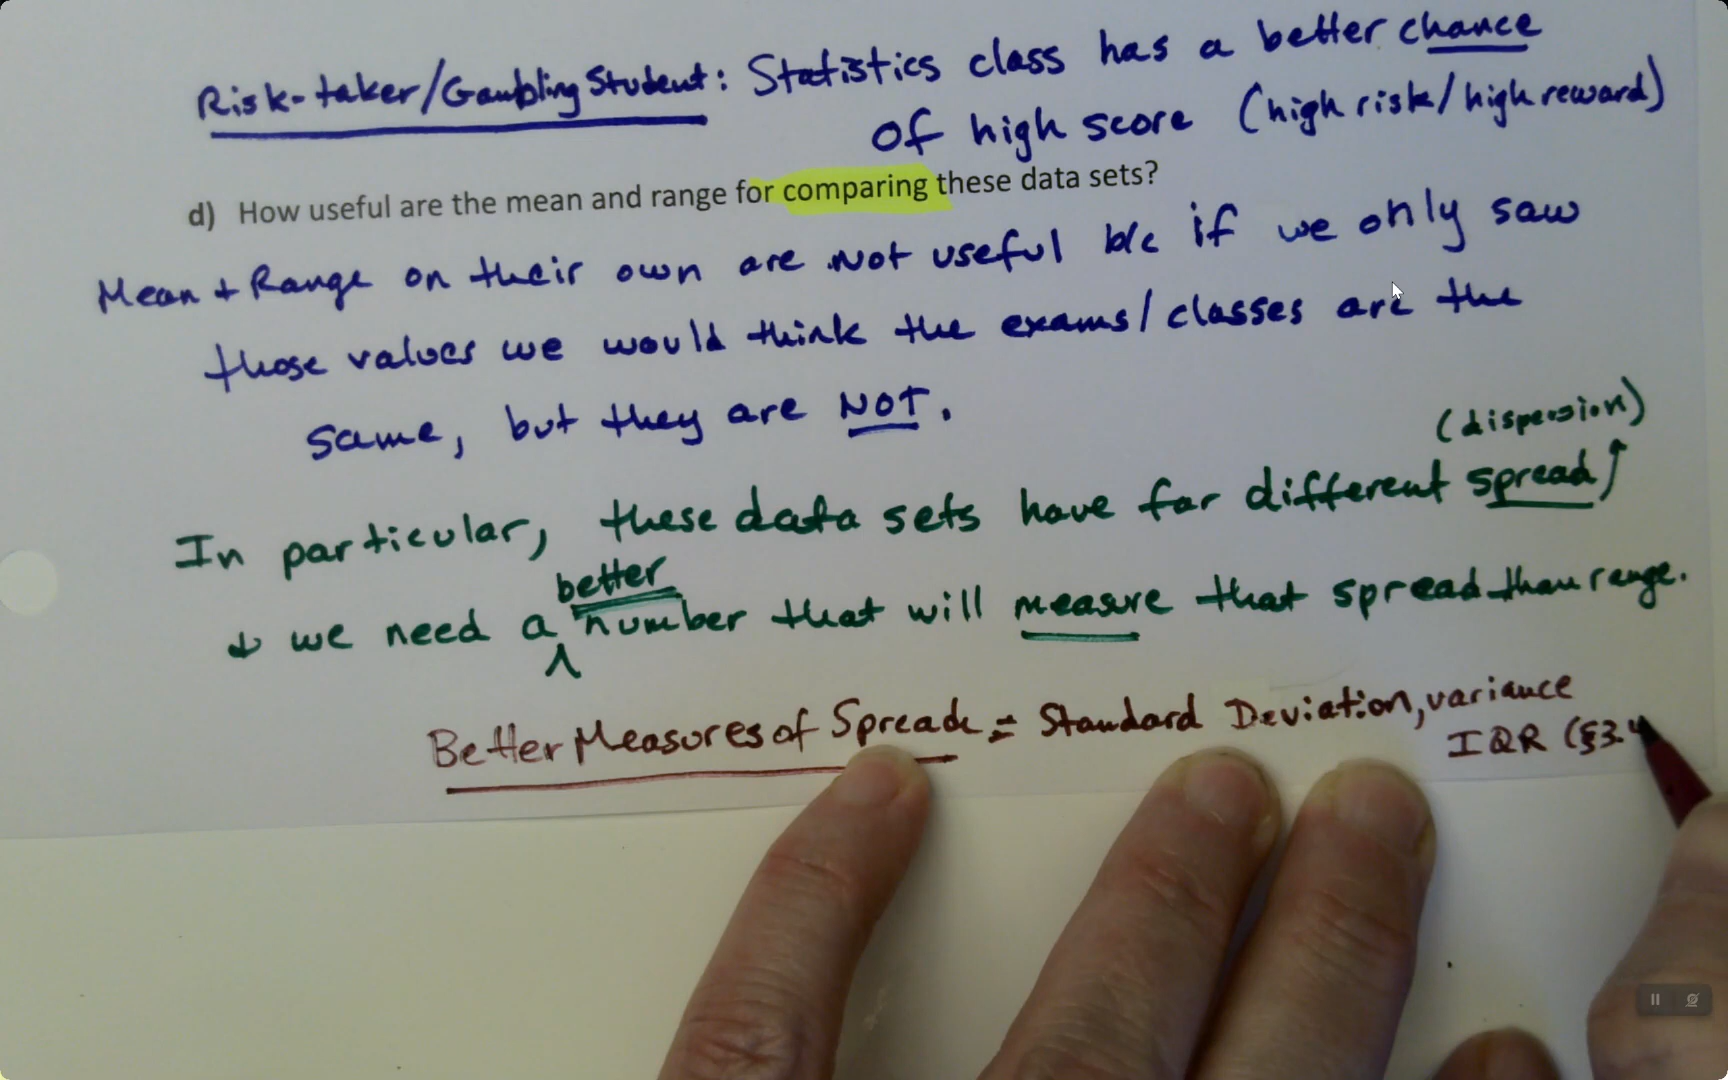 Risk-taker/Gambling Student: Statistics class has a better chance
of high score (high risk/high reward)
d) How useful are the mean and range for comparing these data sets?
Mean + Range on their own are not useful b/c if we only saw
those values we would think the exams/classes are the
same, but they are NOT.
(dispersion)
In particular, these data sets have far different spread
better
+ we need a number that will measure that spread than range.
Better Measures of Spread = Standard Deviation, variance
IQR (§3.4